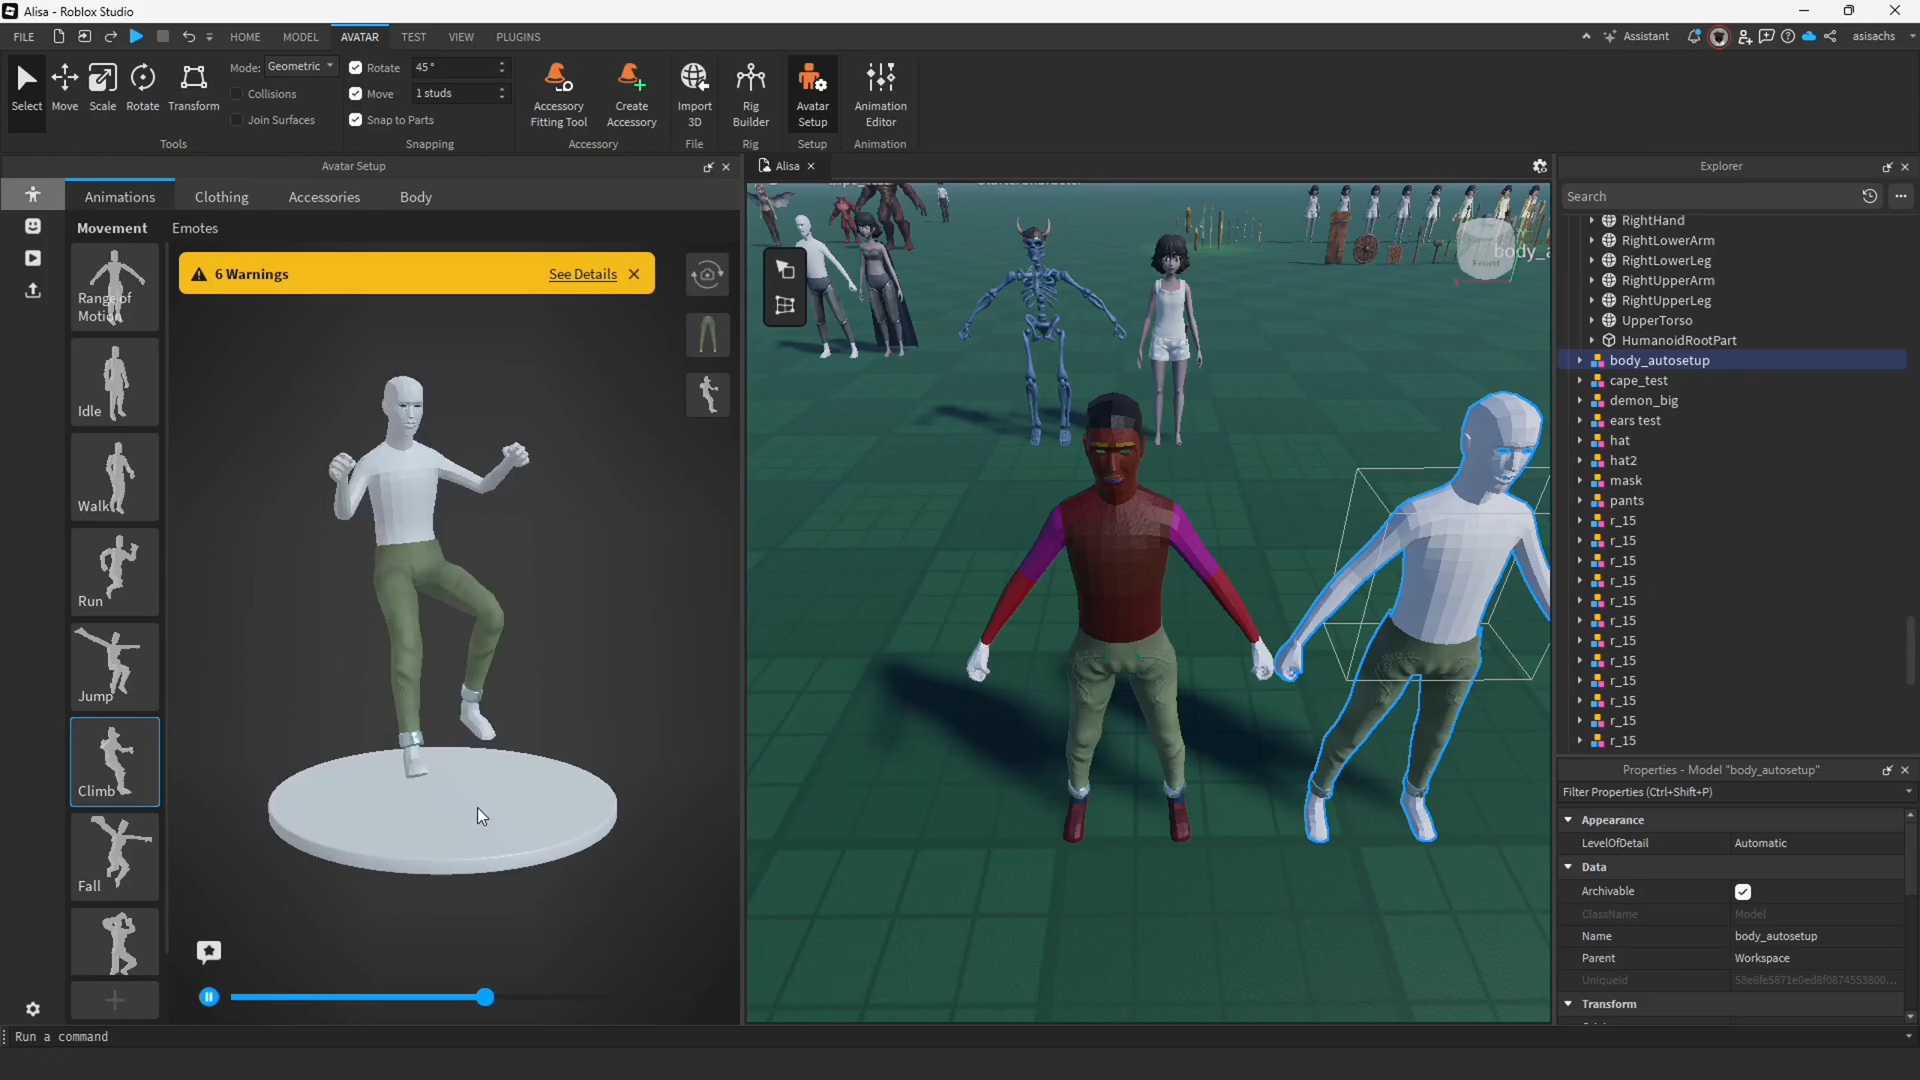 Alisa - Roblox Studio
FILE HOME MODEL AVATAR TEST VIEW PLUGINS Assistant asisachs
Select Move Scale Rotate Transform
Mode: Geometric
Collisions
Join Surfaces
Tools
Rotate 45 °
Move 1 studs
Snap to Parts
Snapping
Accessory Fitting Tool
Create Accessory
Accessory
Import 3D
File
Rig Builder
Rig
Avatar Setup
Setup
Animation Editor
Animation
Avatar Setup
Animations Clothing Accessories Body
Movement Emotes
6 Warnings See Details
Range of Motion
Idle
Walk
Run
Jump
Climb
Fall
Alisa
Front
Explorer
Search
RightHand
RightLowerArm
RightLowerLeg
RightUpperArm
RightUpperLeg
UpperTorso
HumanoidRootPart
body_autosetup
cape_test
demon_big
ears test
hat
hat2
mask
pants
r_15
r_15
r_15
r_15
r_15
r_15
r_15
r_15
r_15
r_15
r_15
r_15
Properties - Model "body_autosetup"
Filter Properties (Ctrl+Shift+P)
Appearance
LevelOfDetail Automatic
Data
Archivable
ClassName Model
Name body_autosetup
Parent Workspace
UniqueId 58e6fe5871e0ed8f0874553800...
Transform
Run a command